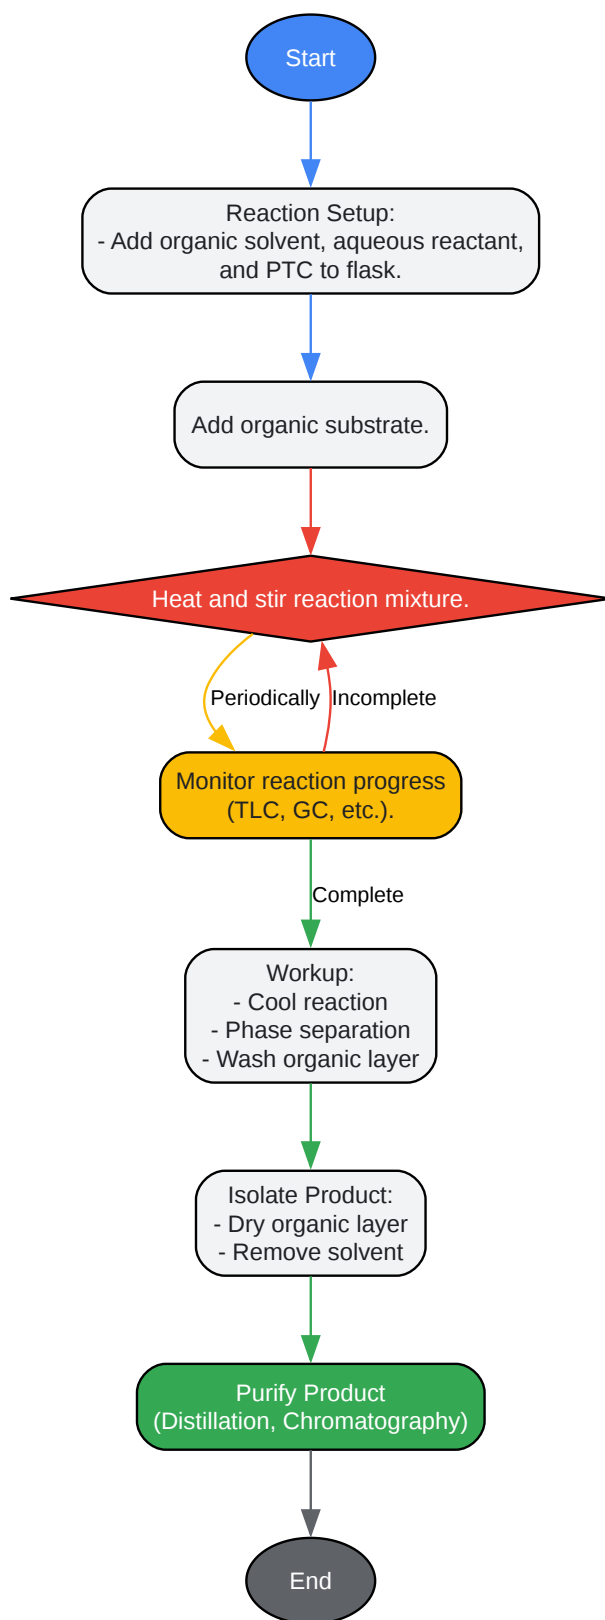 Start
Reaction Setup:
- Add organic solvent, aqueous reactant,
and PTC to flask.
Add organic substrate.
Heat and stir reaction mixture.
Periodically
Incomplete
Monitor reaction progress
(TLC, GC, etc.).
Complete
Workup:
- Cool reaction
- Phase separation
- Wash organic layer
Isolate Product:
- Dry organic layer
- Remove solvent
Purify Product
(Distillation, Chromatography)
End